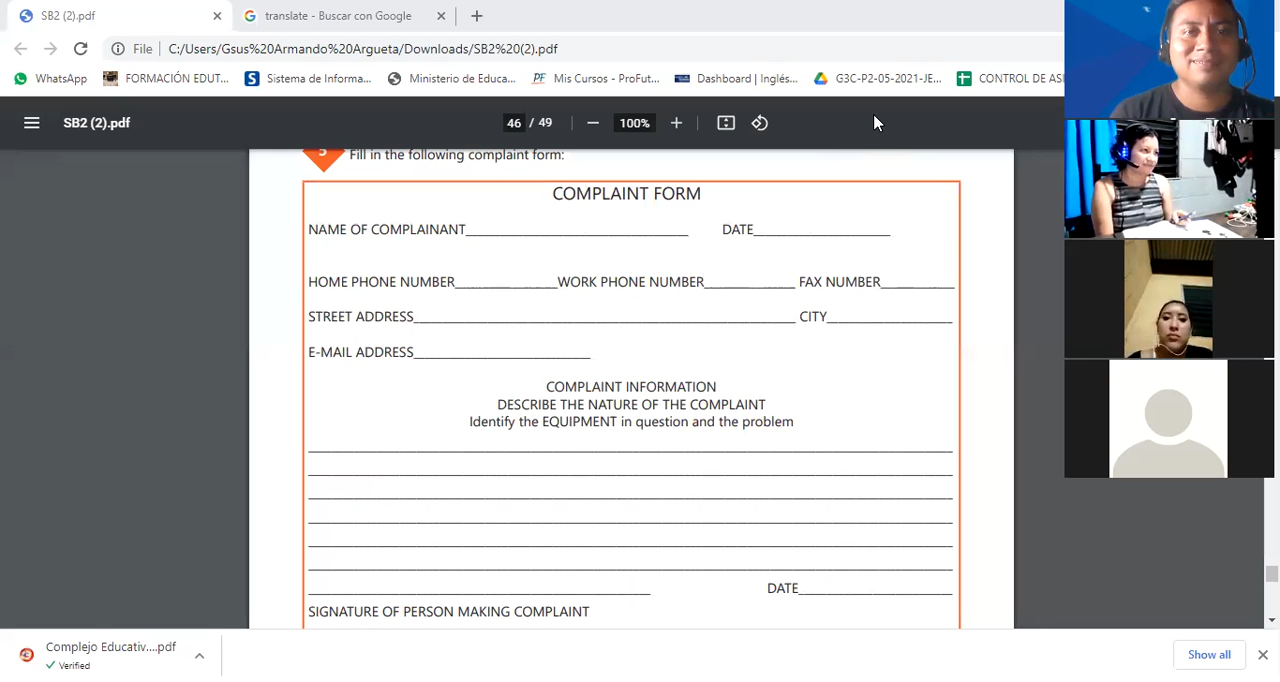 SB2 (2).pdf
translate - Buscar con Google
File C:/Users/Gsus%20Armando%20Argueta/Downloads/SB2%20(2).pdf
WhatsApp FORMACIÓN EDUT... Sistema de Informa... Ministerio de Educa... PF Mis Cursos - ProFut... Dashboard | Inglés,... G3C-P2-05-2021-JE... CONTROL DE ASI
SB2 (2).pdf
46 / 49
100%
5 Fill in the following complaint form:
COMPLAINT FORM
NAME OF COMPLAINANT DATE
HOME PHONE NUMBER WORK PHONE NUMBER FAX NUMBER
STREET ADDRESS CITY
E-MAIL ADDRESS
COMPLAINT INFORMATION
DESCRIBE THE NATURE OF THE COMPLAINT
Identify the EQUIPMENT in question and the problem
DATE
SIGNATURE OF PERSON MAKING COMPLAINT
Complejo Educativ....pdf
Verified
Show all